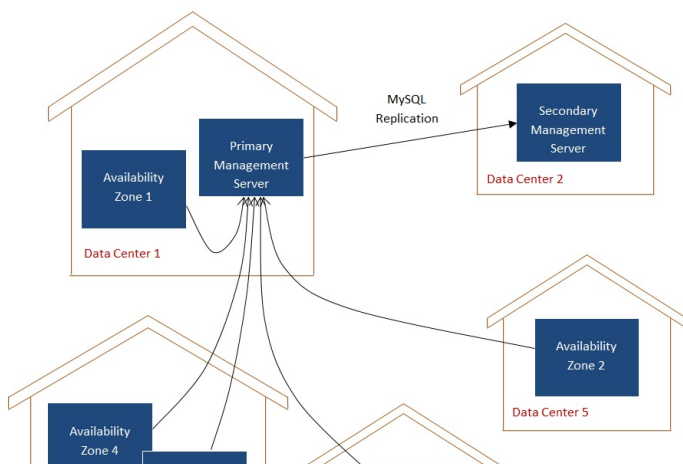 MySQL
Replication
Primary
Management
Server
Secondary
Management
Server
Availability
Zone 1
Data Center 1
Data Center 2
Availability
Zone 2
Data Center 5
Availability
Zone 4